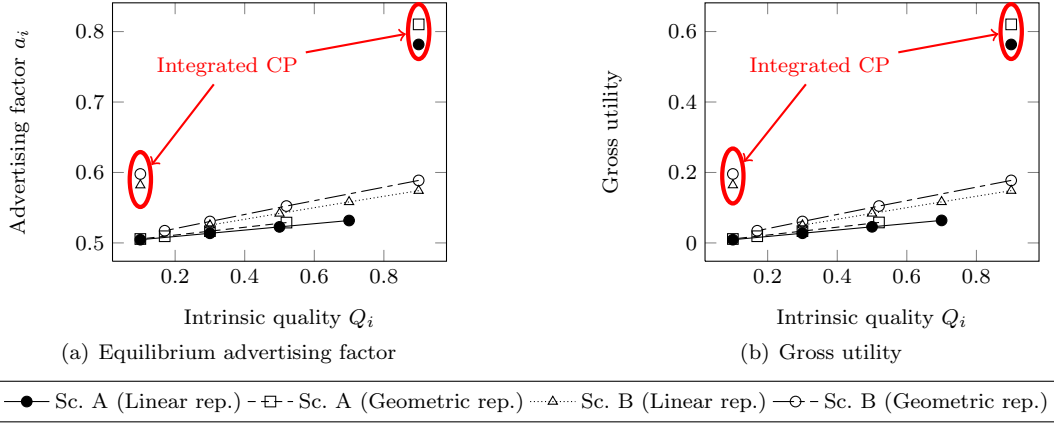 0.8
0.7
0.6
0.5
0.2 0.4 0.6 0.8
Advertising factor a_i
Integrated CP
Intrinsic quality Q_i
(a) Equilibrium advertising factor
0.6
0.4
0.2
0
0.2 0.4 0.6 0.8
Gross utility
Integrated CP
Intrinsic quality Q_i
(b) Gross utility
Sc. A (Linear rep.) Sc. A (Geometric rep.) Sc. B (Linear rep.) Sc. B (Geometric rep.)